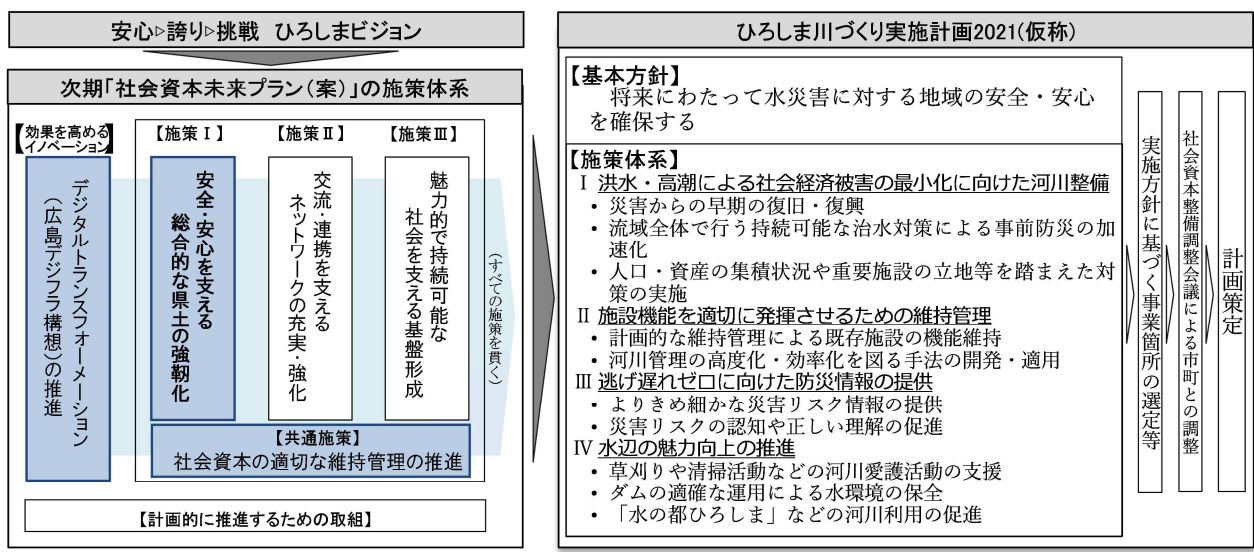 安心▷誇り▷挑戦 ひろしまビジョン
次期「社会資本未来プラン(案)」の施策体系
【効果を高める
イノベーション】
デジタルトランスフォーメーション
(広島デジフラ構想)の推進
【施策Ⅰ】
安全・安心を支える
総合的な県土の強靭化
【施策Ⅱ】
交流・連携を支える
ネットワークの充実・強化
【施策Ⅲ】
魅力的で持続可能な
社会を支える基盤形成
(すべての施策を貫く)
【共通施策】
社会資本の適切な維持管理の推進
【計画的に推進するための取組】
ひろしま川づくり実施計画2021(仮称)
【基本方針】
将来にわたって水災害に対する地域の安全・安心
を確保する
【施策体系】
Ⅰ 洪水・高潮による社会経済被害の最小化に向けた河川整備
・ 災害からの早期の復旧・復興
・ 流域全体で行う持続可能な治水対策による事前防災の加
速化
・ 人口・資産の集積状況や重要施設の立地等を踏まえた対
策の実施
Ⅱ 施設機能を適切に発揮させるための維持管理
・ 計画的な維持管理による既存施設の機能維持
・ 河川管理の高度化・効率化を図る手法の開発・適用
Ⅲ 逃げ遅れゼロに向けた防災情報の提供
・ よりきめ細かな災害リスク情報の提供
・ 災害リスクの認知や正しい理解の促進
Ⅳ 水辺の魅力向上の推進
・ 草刈りや清掃活動などの河川愛護活動の支援
・ ダムの適確な運用による水環境の保全
・ 「水の都ひろしま」などの河川利用の促進
実施方針に基づく事業箇所の選定等
社会資本整備調整会議による市町との調整
計画策定